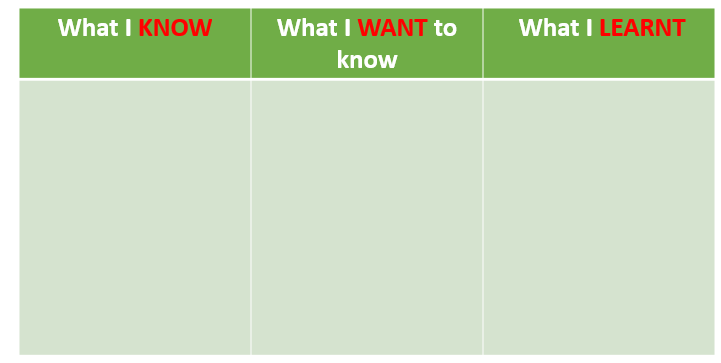 What I KNOW
What I WANT to
know
What I LEARNT